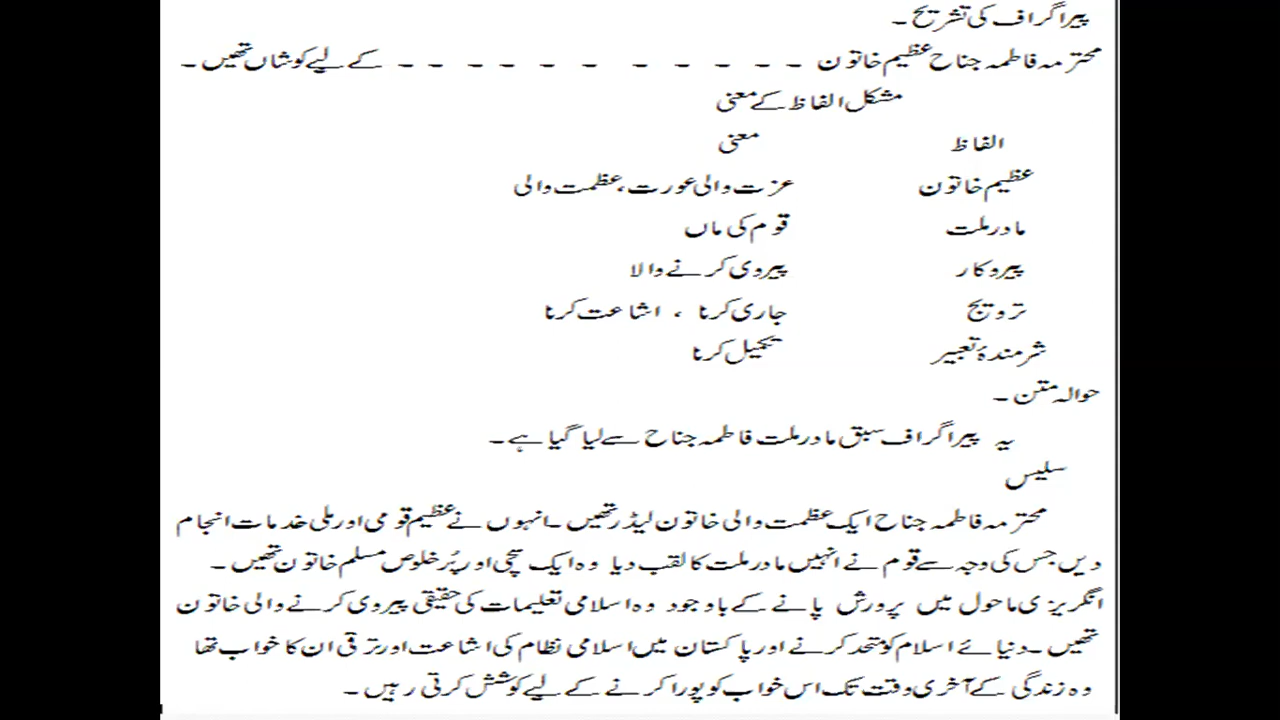 پیراگراف کی تشریح ۔
محترمہ فاطمہ جناح عظیم خاتون ۔ ۔ ۔ ۔ ۔ ۔ ۔ ۔ ۔ ۔ ۔ ۔ کے لیے کوشاں تھیں ۔
مشکل الفاظ کے معنی
الفاظ معنی
عظیم خاتون عزت والی عورت، عظمت والی
مادر ملت قوم کی ماں
پیروکار پیروی کرنے والا
ترویج جاری کرنا ، اشاعت کرنا
شرمندۂ تعبیر تکمیل کرنا
حوالہ متن ۔
یہ پیراگراف سبق مادر ملت فاطمہ جناح سے لیا گیا ہے ۔
سلیس
محترمہ فاطمہ جناح ایک عظمت والی خاتون لیڈر تھیں ۔ انہوں نے عظیم قومی اور ملی خدمات انجام
دیں جس کی وجہ سے قوم نے انہیں مادر ملت کا لقب دیا وہ ایک سچی اور پُر خلوص مسلم خاتون تھیں ۔
انگریزی ماحول میں پرورش پانے کے باوجود وہ اسلامی تعلیمات کی حقیقی پیروی کرنے والی خاتون
تھیں ۔ دنیائے اسلام کو متحد کرنے اور پاکستان میں اسلامی نظام کی اشاعت اور ترقی ان کا خواب تھا
وہ زندگی کے آخری وقت تک اس خواب کو پورا کرنے کے لیے کوشش کرتی رہیں ۔